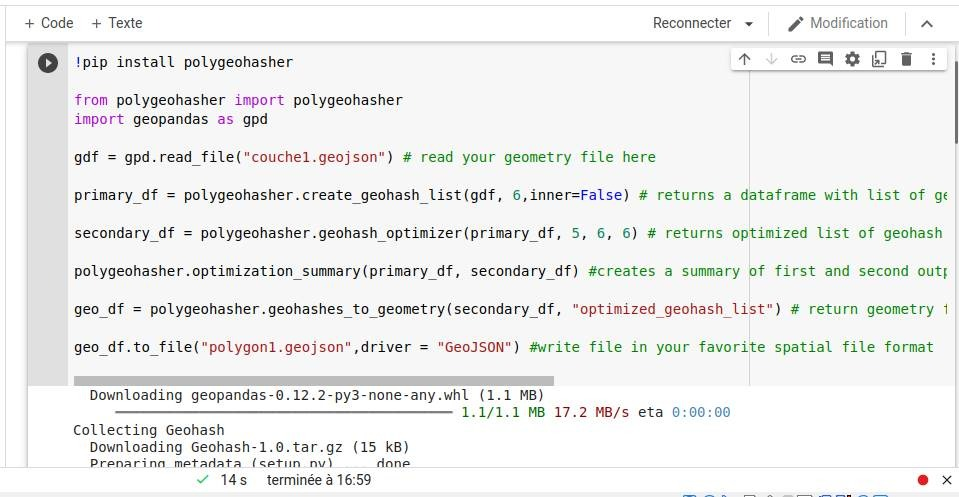 + Code + Texte Reconnecter Modification
!pip install polygeohasher
from polygeohasher import polygeohasher
import geopandas as gpd
gdf = gpd.read_file("couche1.geojson") # read your geometry file here
primary_df = polygeohasher.create_geohash_list(gdf, 6,inner=False) # returns a dataframe with list of ge
secondary_df = polygeohasher.geohash_optimizer(primary_df, 5, 6, 6) # returns optimized list of geohash
polygeohasher.optimization_summary(primary_df, secondary_df) #creates a summary of first and second outp
geo_df = polygeohasher.geohashes_to_geometry(secondary_df, "optimized_geohash_list") # return geometry f
geo_df.to_file("polygon1.geojson",driver = "GeoJSON") #write file in your favorite spatial file format
Downloading geopandas-0.12.2-py3-none-any.whl (1.1 MB)
1.1/1.1 MB 17.2 MB/s eta 0:00:00
Collecting Geohash
Downloading Geohash-1.0.tar.gz (15 kB)
Preparing metadata (setup.py) ... done
14 s terminée à 16:59